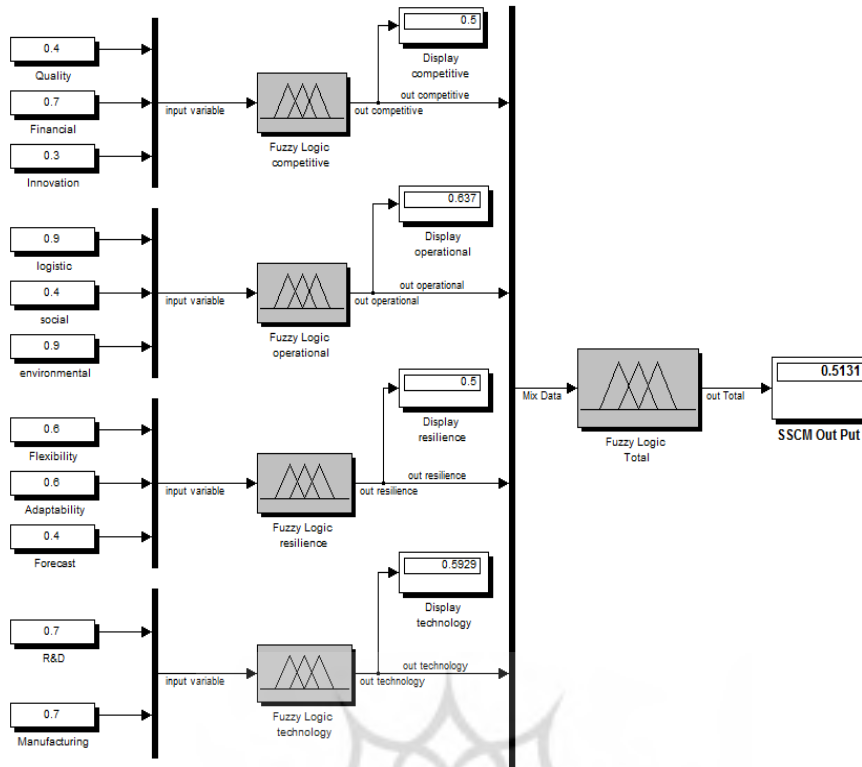 0.4
Quality
0.7
Financial
0.3
Innovation
input variable
Fuzzy Logic
competitive
out competitive
0.5
Display
competitive
out competitive
0.9
logistic
0.4
social
0.9
environmental
input variable
Fuzzy Logic
operational
out operational
0.637
Display
operational
out operational
0.6
Flexibility
0.6
Adaptability
0.4
Forecast
input variable
Fuzzy Logic
resilience
out resilience
0.5
Display
resilience
out resilience
0.7
R&D
0.7
Manufacturing
input variable
Fuzzy Logic
technology
out technology
0.5929
Display
technology
out technology
Mix Data
Fuzzy Logic
Total
out Total
0.5131
SSCM Out Put